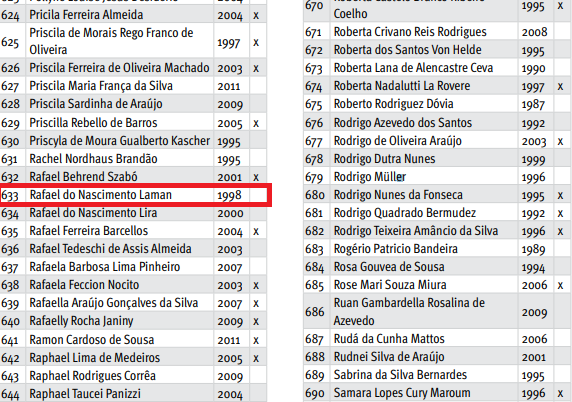 624 Pricila Ferreira Almeida 2004 x
625 Priscila de Morais Rego Franco de
Oliveira 1997 x
626 Priscila Ferreira de Oliveira Machado 2003 x
627 Priscila Maria França da Silva 2011
628 Priscila Sardinha de Araújo 2009
629 Priscilla Rebello de Barros 2005 x
630 Priscyla de Moura Gualberto Kascher 1995
631 Rachel Nordhaus Brandão 1995
632 Rafael Behrend Szabó 2001 x
633 Rafael do Nascimento Laman 1998
634 Rafael do Nascimento Lira 2000
635 Rafael Ferreira Barcellos 2004 x
636 Rafael Tedeschi de Assis Almeida 2003
637 Rafaela Barbosa Lima Pinheiro 2007
638 Rafaela Feccion Nocito 2003 x
639 Rafaella Araújo Gonçalves da Silva 2007 x
640 Rafaelly Rocha Janiny 2009 x
641 Ramon Cardoso de Sousa 2011 x
642 Raphael Lima de Medeiros 2005 x
643 Raphael Rodrigues Corrêa 2009
644 Raphael Taucei Panizzi 2004
670 1995 x
Coelho
671 Roberta Crivano Reis Rodrigues 2008
672 Roberta dos Santos Von Helde 1995
673 Roberta Lana de Alencastre Ceva 1990
674 Roberta Nadalutti La Rovere 1997 x
675 Roberto Rodriguez Dóvia 1987
676 Rodrigo Azevedo dos Santos 1992
677 Rodrigo de Oliveira Araújo 2003 x
678 Rodrigo Dutra Nunes 1999
679 Rodrigo Müller 1996
680 Rodrigo Nunes da Fonseca 1995 x
681 Rodrigo Quadrado Bermudez 1992 x
682 Rodrigo Teixeira Amâncio da Silva 1996 x
683 Rogério Patricio Bandeira 1989
684 Rosa Gouvea de Sousa 1994
685 Rose Mari Souza Miura 2006 x
686 Ruan Gambardella Rosalina de
Azevedo 2009
687 Rudá da Cunha Mattos 2006
688 Rudnei Silva de Araújo 2001
689 Sabrina da Silva Barrales 1995
690 Samara Lopes Cury Maroum 1996 x